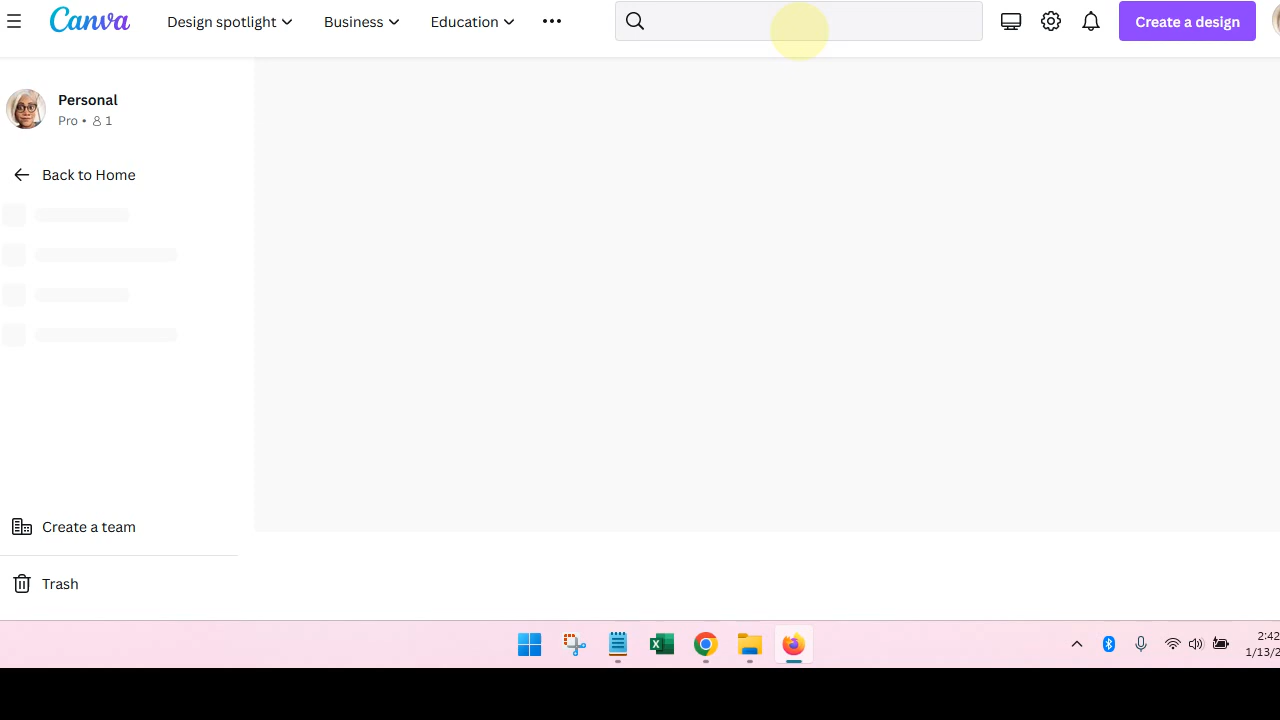 Canva Design spotlight Business Education ••• Create a design
Personal
Pro • 1
Back to Home
Create a team
Trash
2:42
1/13/2